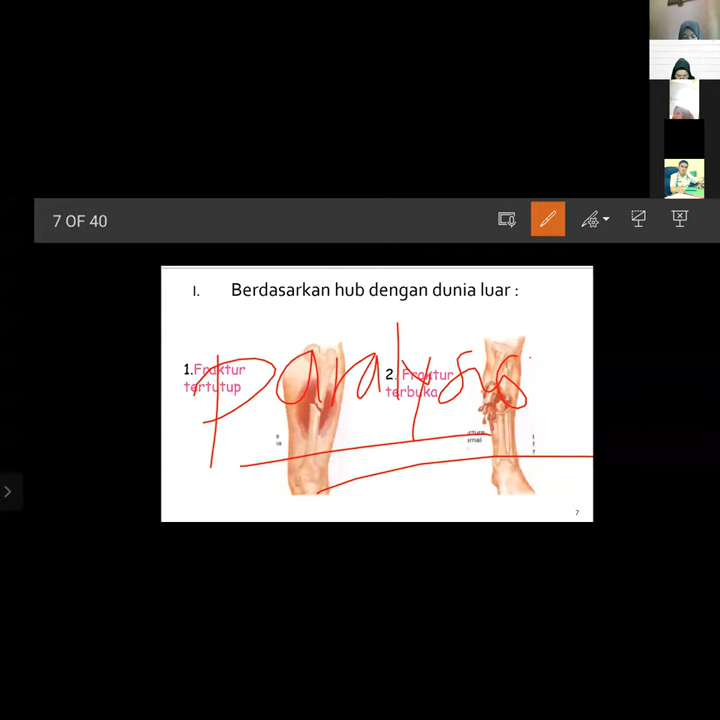 7 OF 40
I. Berdasarkan hub dengan dunia luar :
1.Fraktur
tertutup
2. Fraktur
terbuka
paralysis
7